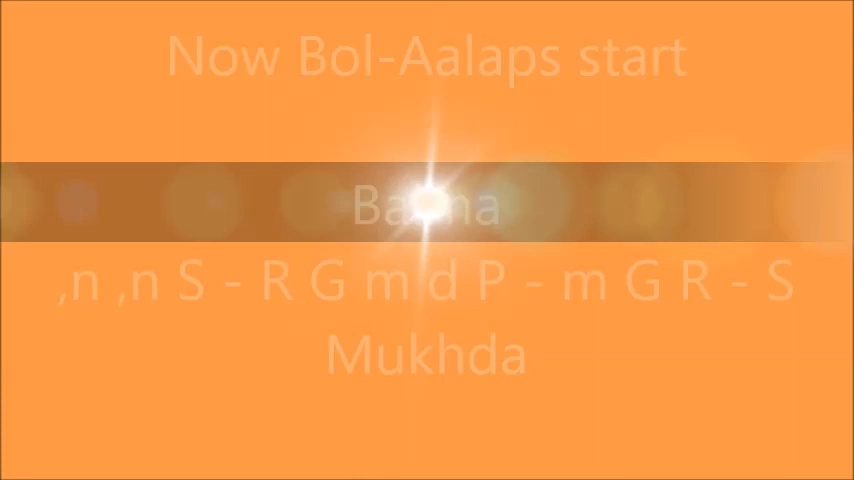 Now Bol-Aalaps start
,n ,n S - R G m d P - m G R - S
Mukhda